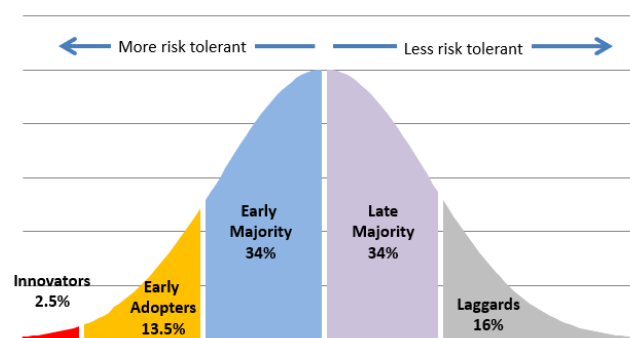 More risk tolerant
Less risk tolerant
Innovators
2.5%
Early
Adopters
13.5%
Early
Majority
34%
Late
Majority
34%
Laggards
16%